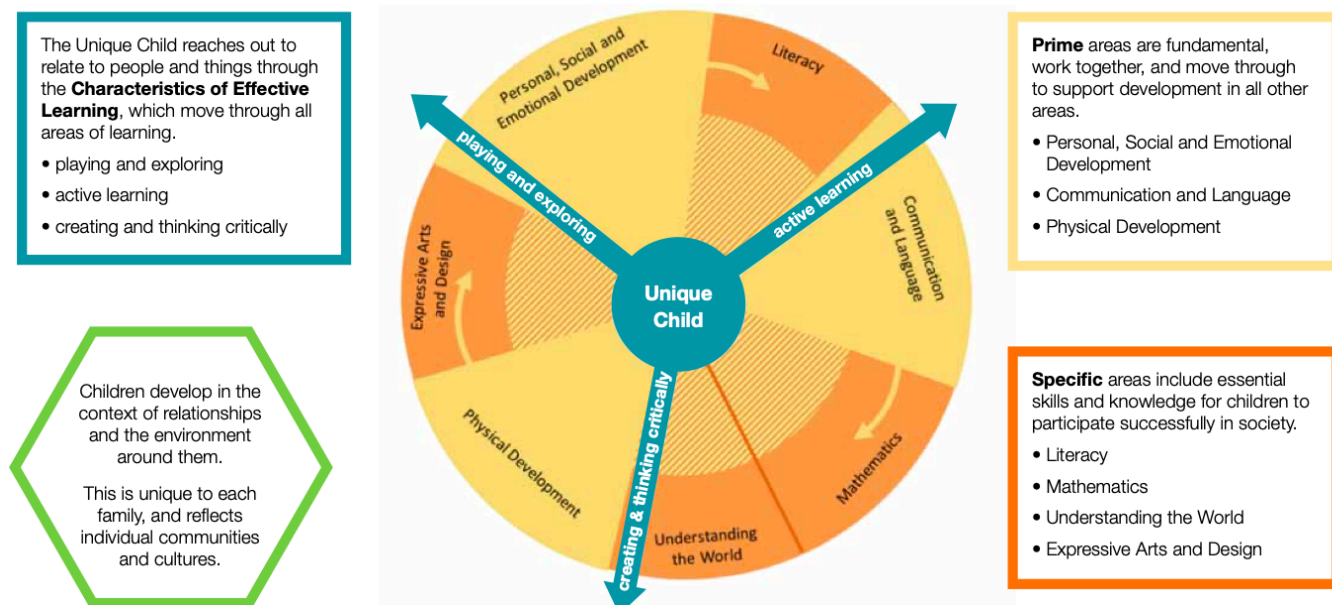 The Unique Child reaches out to
relate to people and things through
the Characteristics of Effective
Learning, which move through all
areas of learning.
• playing and exploring
• active learning
• creating and thinking critically
Children develop in the
context of relationships
and the environment
around them.
This is unique to each
family, and reflects
individual communities
and cultures.
Personal, Social and
Emotional Development
Literacy
playing and exploring
active learning
Communication
and Language
Expressive Arts
and Design
Unique
Child
Physical Development
creating & thinking critically
Understanding
the World
Mathematics
Prime areas are fundamental,
work together, and move through
to support development in all other
areas.
• Personal, Social and Emotional
Development
• Communication and Language
• Physical Development
Specific areas include essential
skills and knowledge for children to
participate successfully in society.
• Literacy
• Mathematics
• Understanding the World
• Expressive Arts and Design